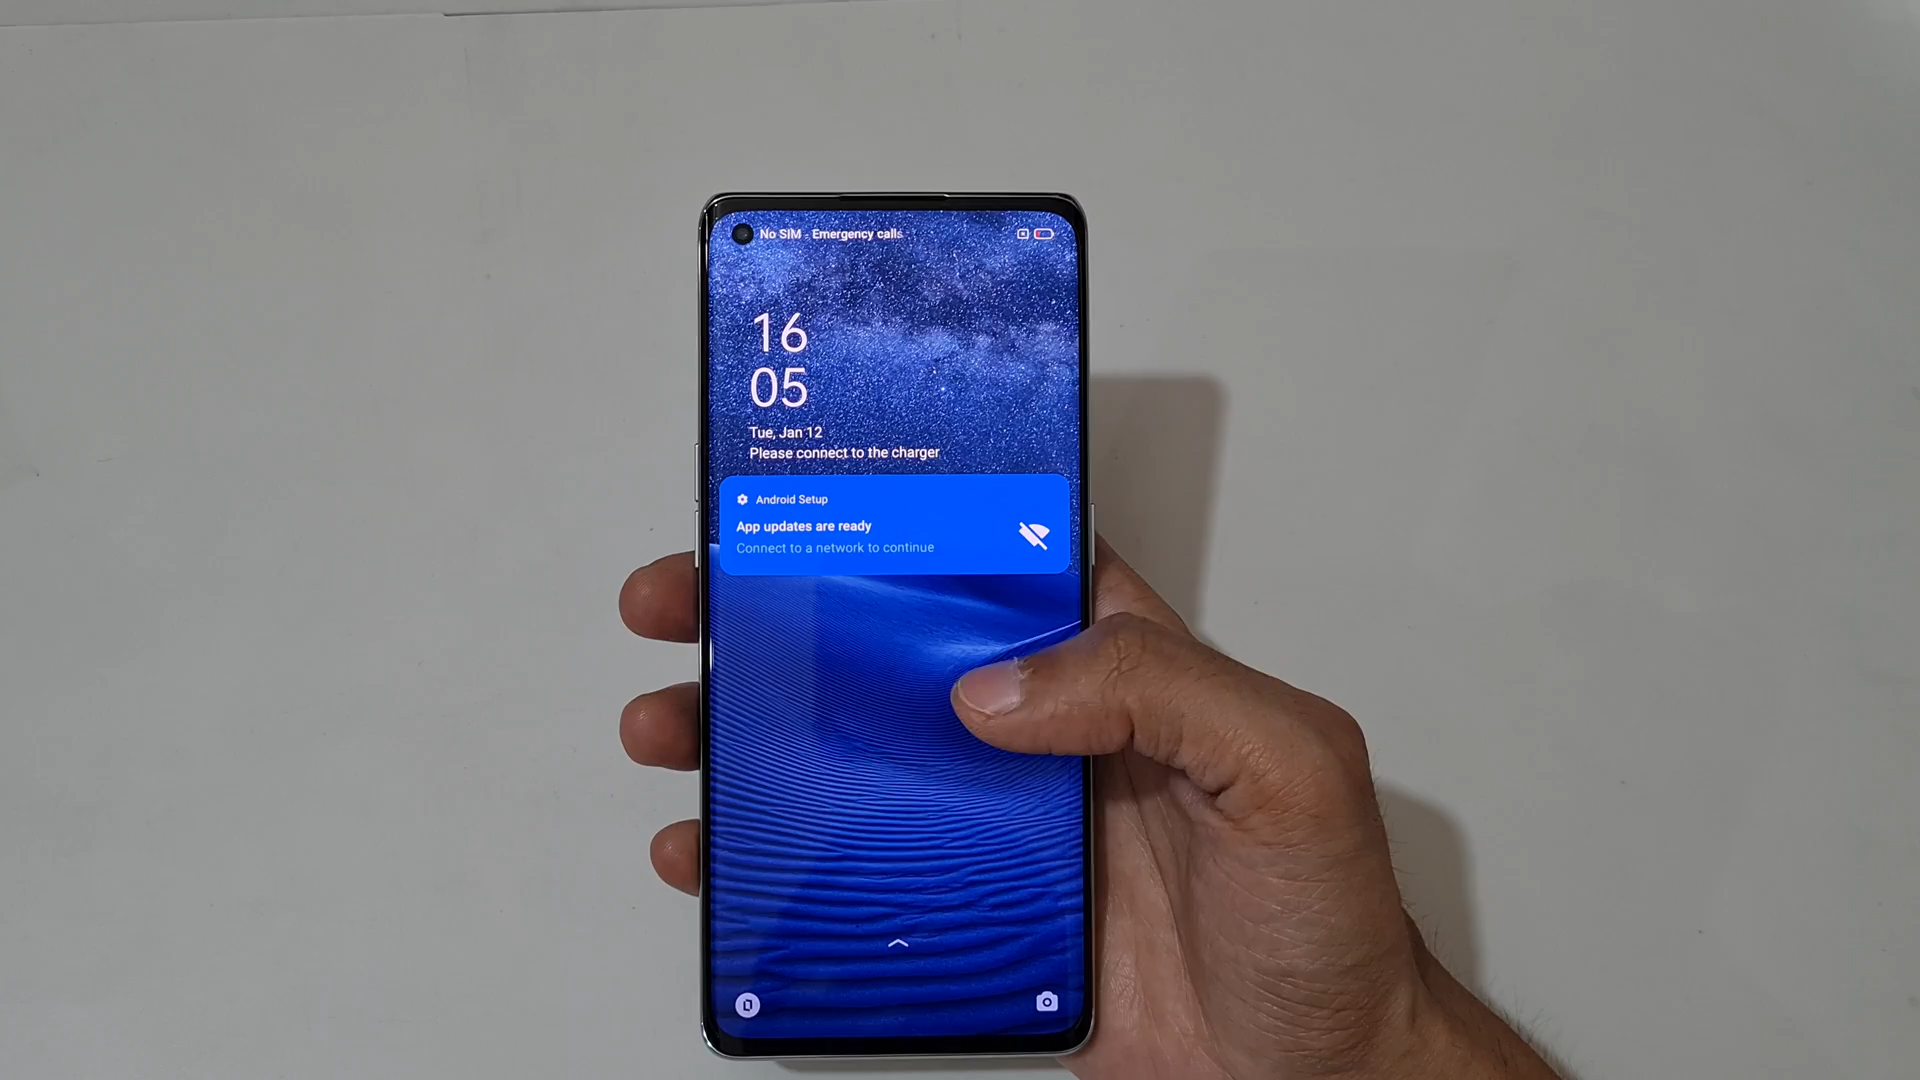 No SIM - Emergency calls
16
05
Tue, Jan 12
Please connect to the charger
Android Setup
App updates are ready
Connect to a network to continue